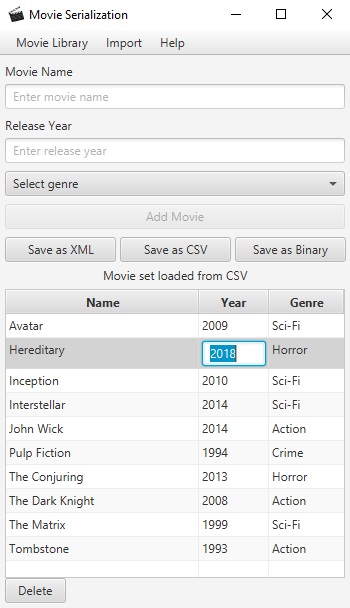 Movie Serialization
Movie Library Import Help
Movie Name
Enter movie name
Release Year
Enter release year
Select genre
Add Movie
Save as XML Save as CSV Save as Binary
Movie set loaded from CSV
Name Year Genre
Avatar 2009 Sci-Fi
Hereditary 2018 Horror
Inception 2010 Sci-Fi
Interstellar 2014 Sci-Fi
John Wick 2014 Action
Pulp Fiction 1994 Crime
The Conjuring 2013 Horror
The Dark Knight 2008 Action
The Matrix 1999 Sci-Fi
Tombstone 1993 Action
Delete